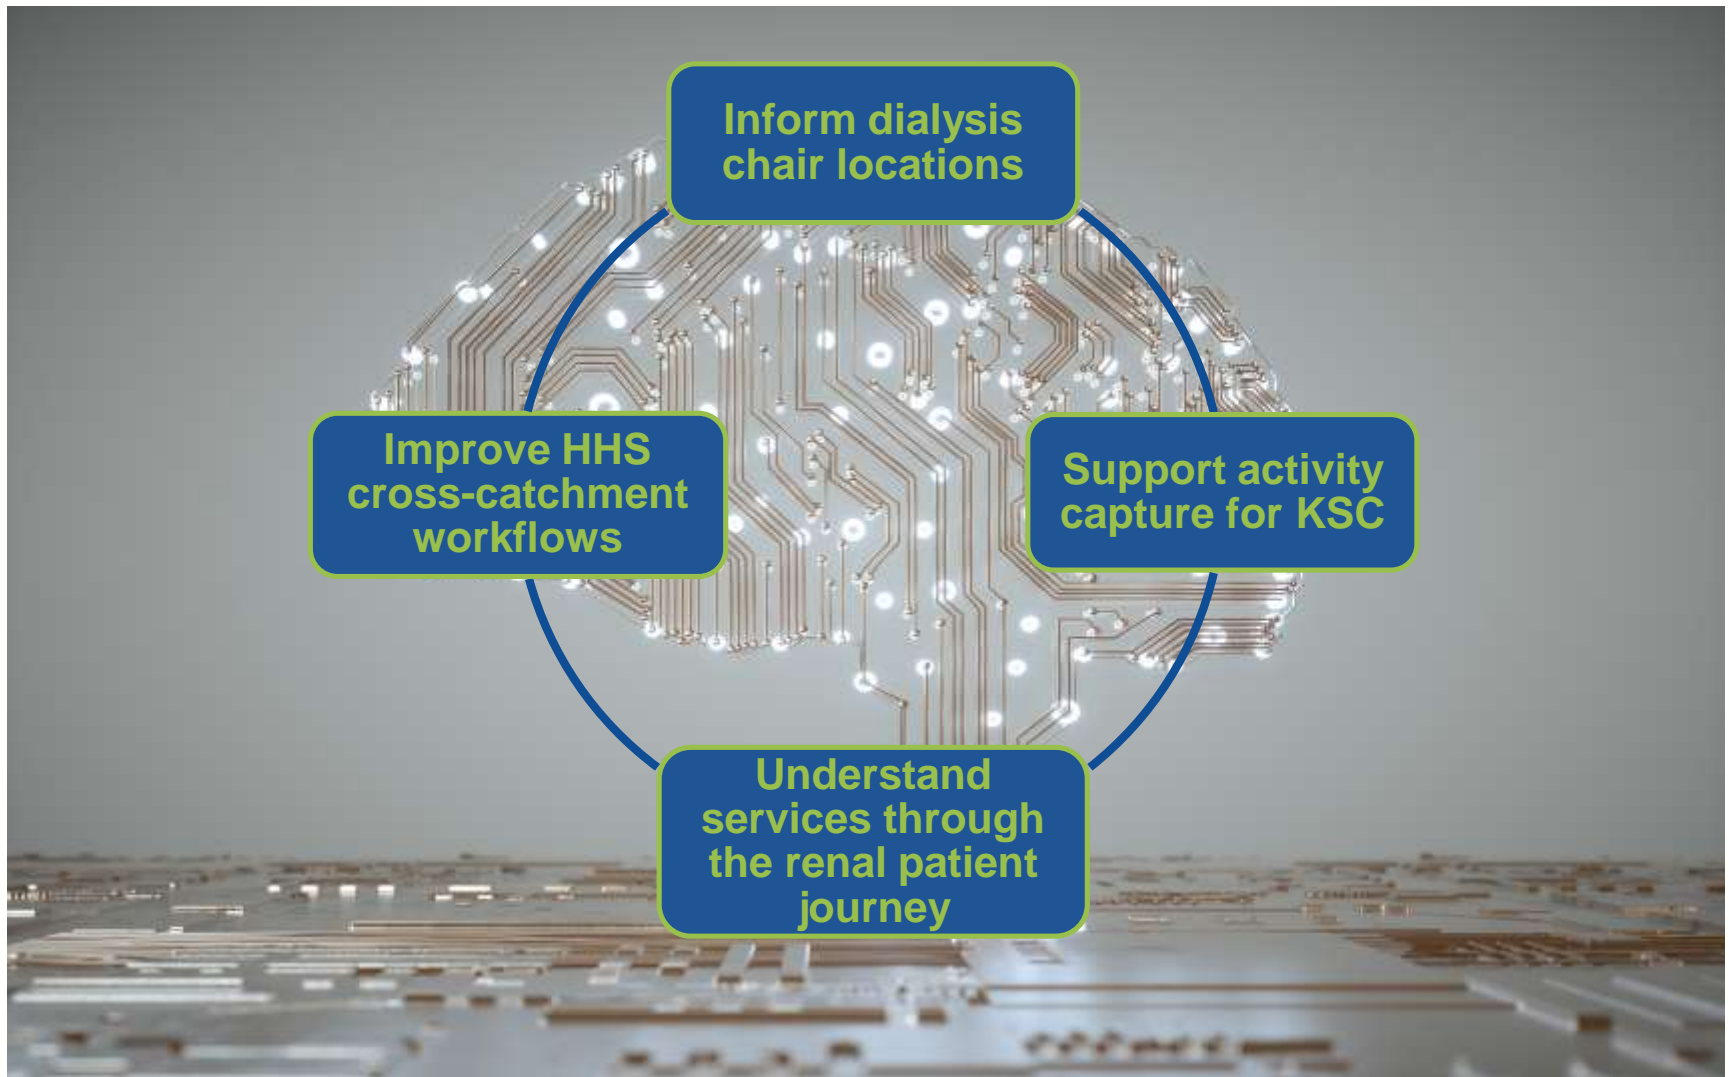 Inform dialysis
chair locations
Improve HHS
cross-catchment
workflows
Support activity
capture for KSC
Understand
services through
the renal patient
journey